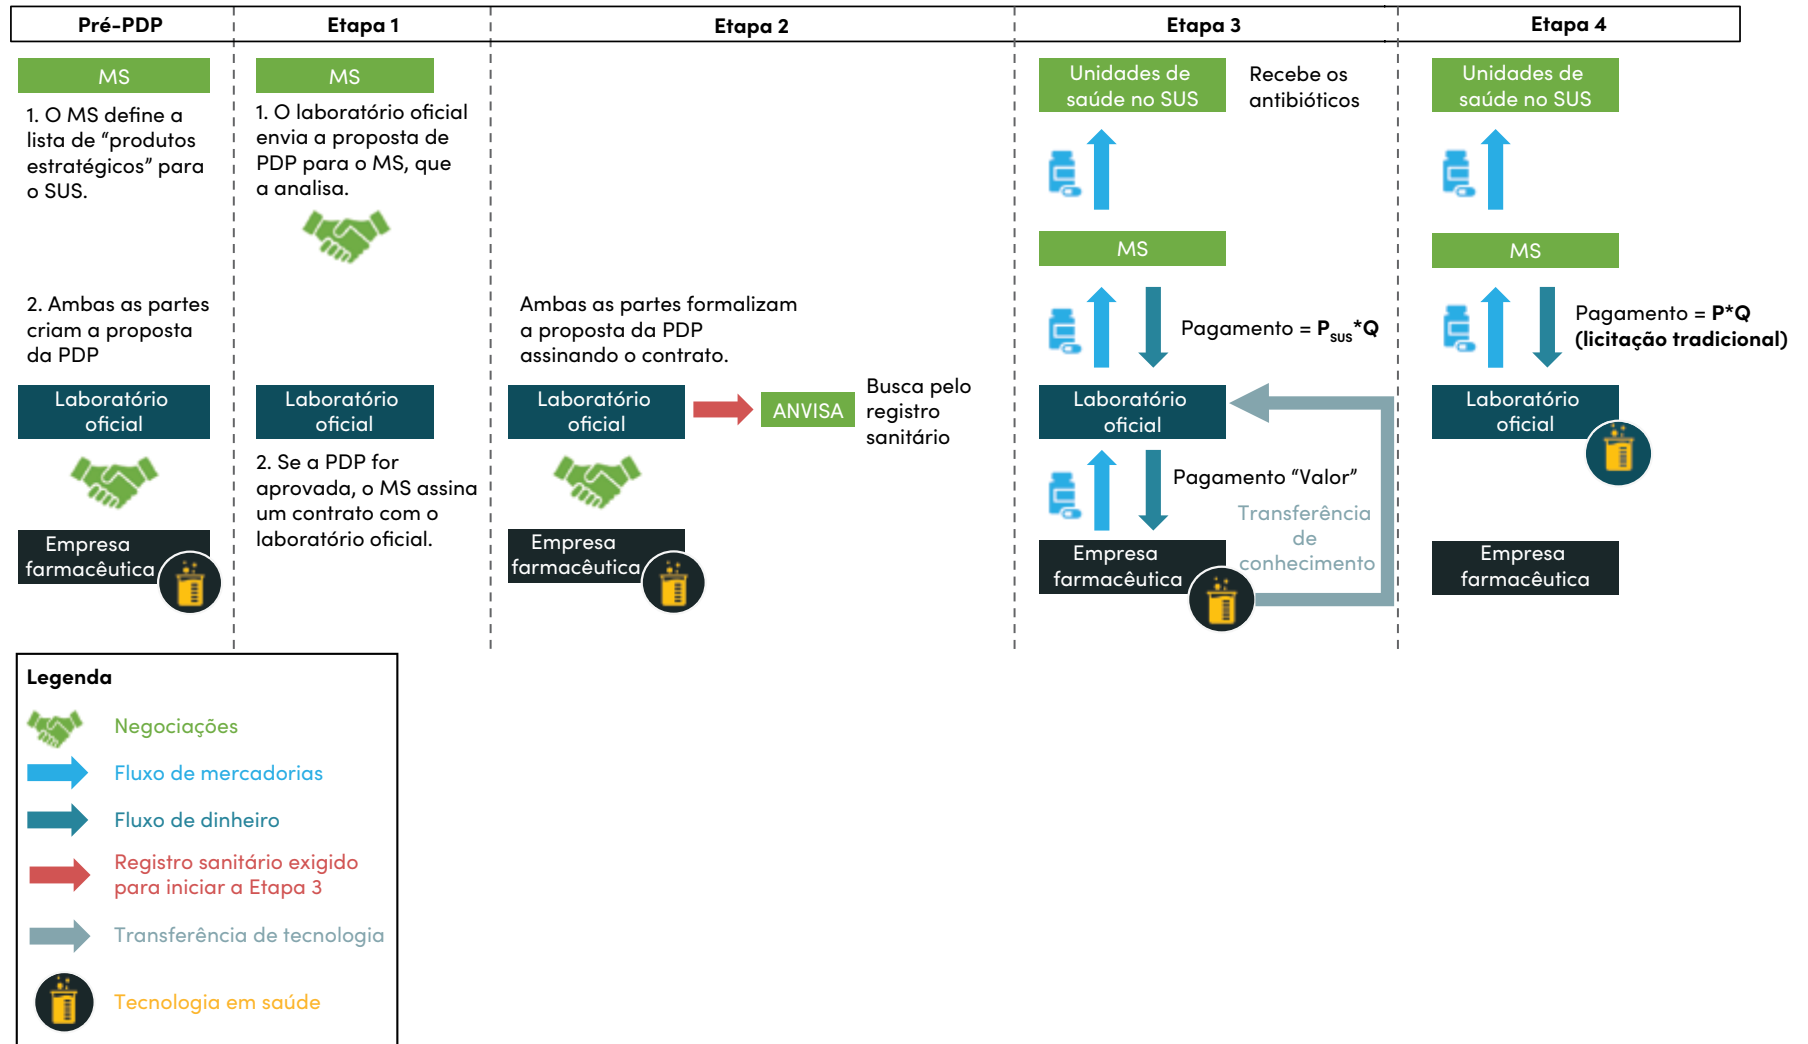 Pré-PDP
Etapa 1
Etapa 2
Etapa 3
Etapa 4
MS
1. O MS define a
lista de “produtos
estratégicos” para
o SUS.
2. Ambas as partes
criam a proposta
da PDP
Laboratório
oficial
Empresa
farmacêutica
MS
1. O laboratório oficial
envia a proposta de
PDP para o MS, que
a analisa.
Laboratório
oficial
2. Se a PDP for
aprovada, o MS assina
um contrato com o
laboratório oficial.
Ambas as partes formalizam
a proposta da PDP
assinando o contrato.
Laboratório
oficial
ANVISA
Busca pelo
registro
sanitário
Empresa
farmacêutica
Unidades de
saúde no SUS
Recebe os
antibióticos
MS
Pagamento = PSUS*Q
Laboratório
oficial
Pagamento “Valor”
Transferência
de
conhecimento
Empresa
farmacêutica
Unidades de
saúde no SUS
MS
Pagamento = P*Q
(licitação tradicional)
Laboratório
oficial
Empresa
farmacêutica
Legenda
Negociações
Fluxo de mercadorias
Fluxo de dinheiro
Registro sanitário exigido
para iniciar a Etapa 3
Transferência de tecnologia
Tecnologia em saúde